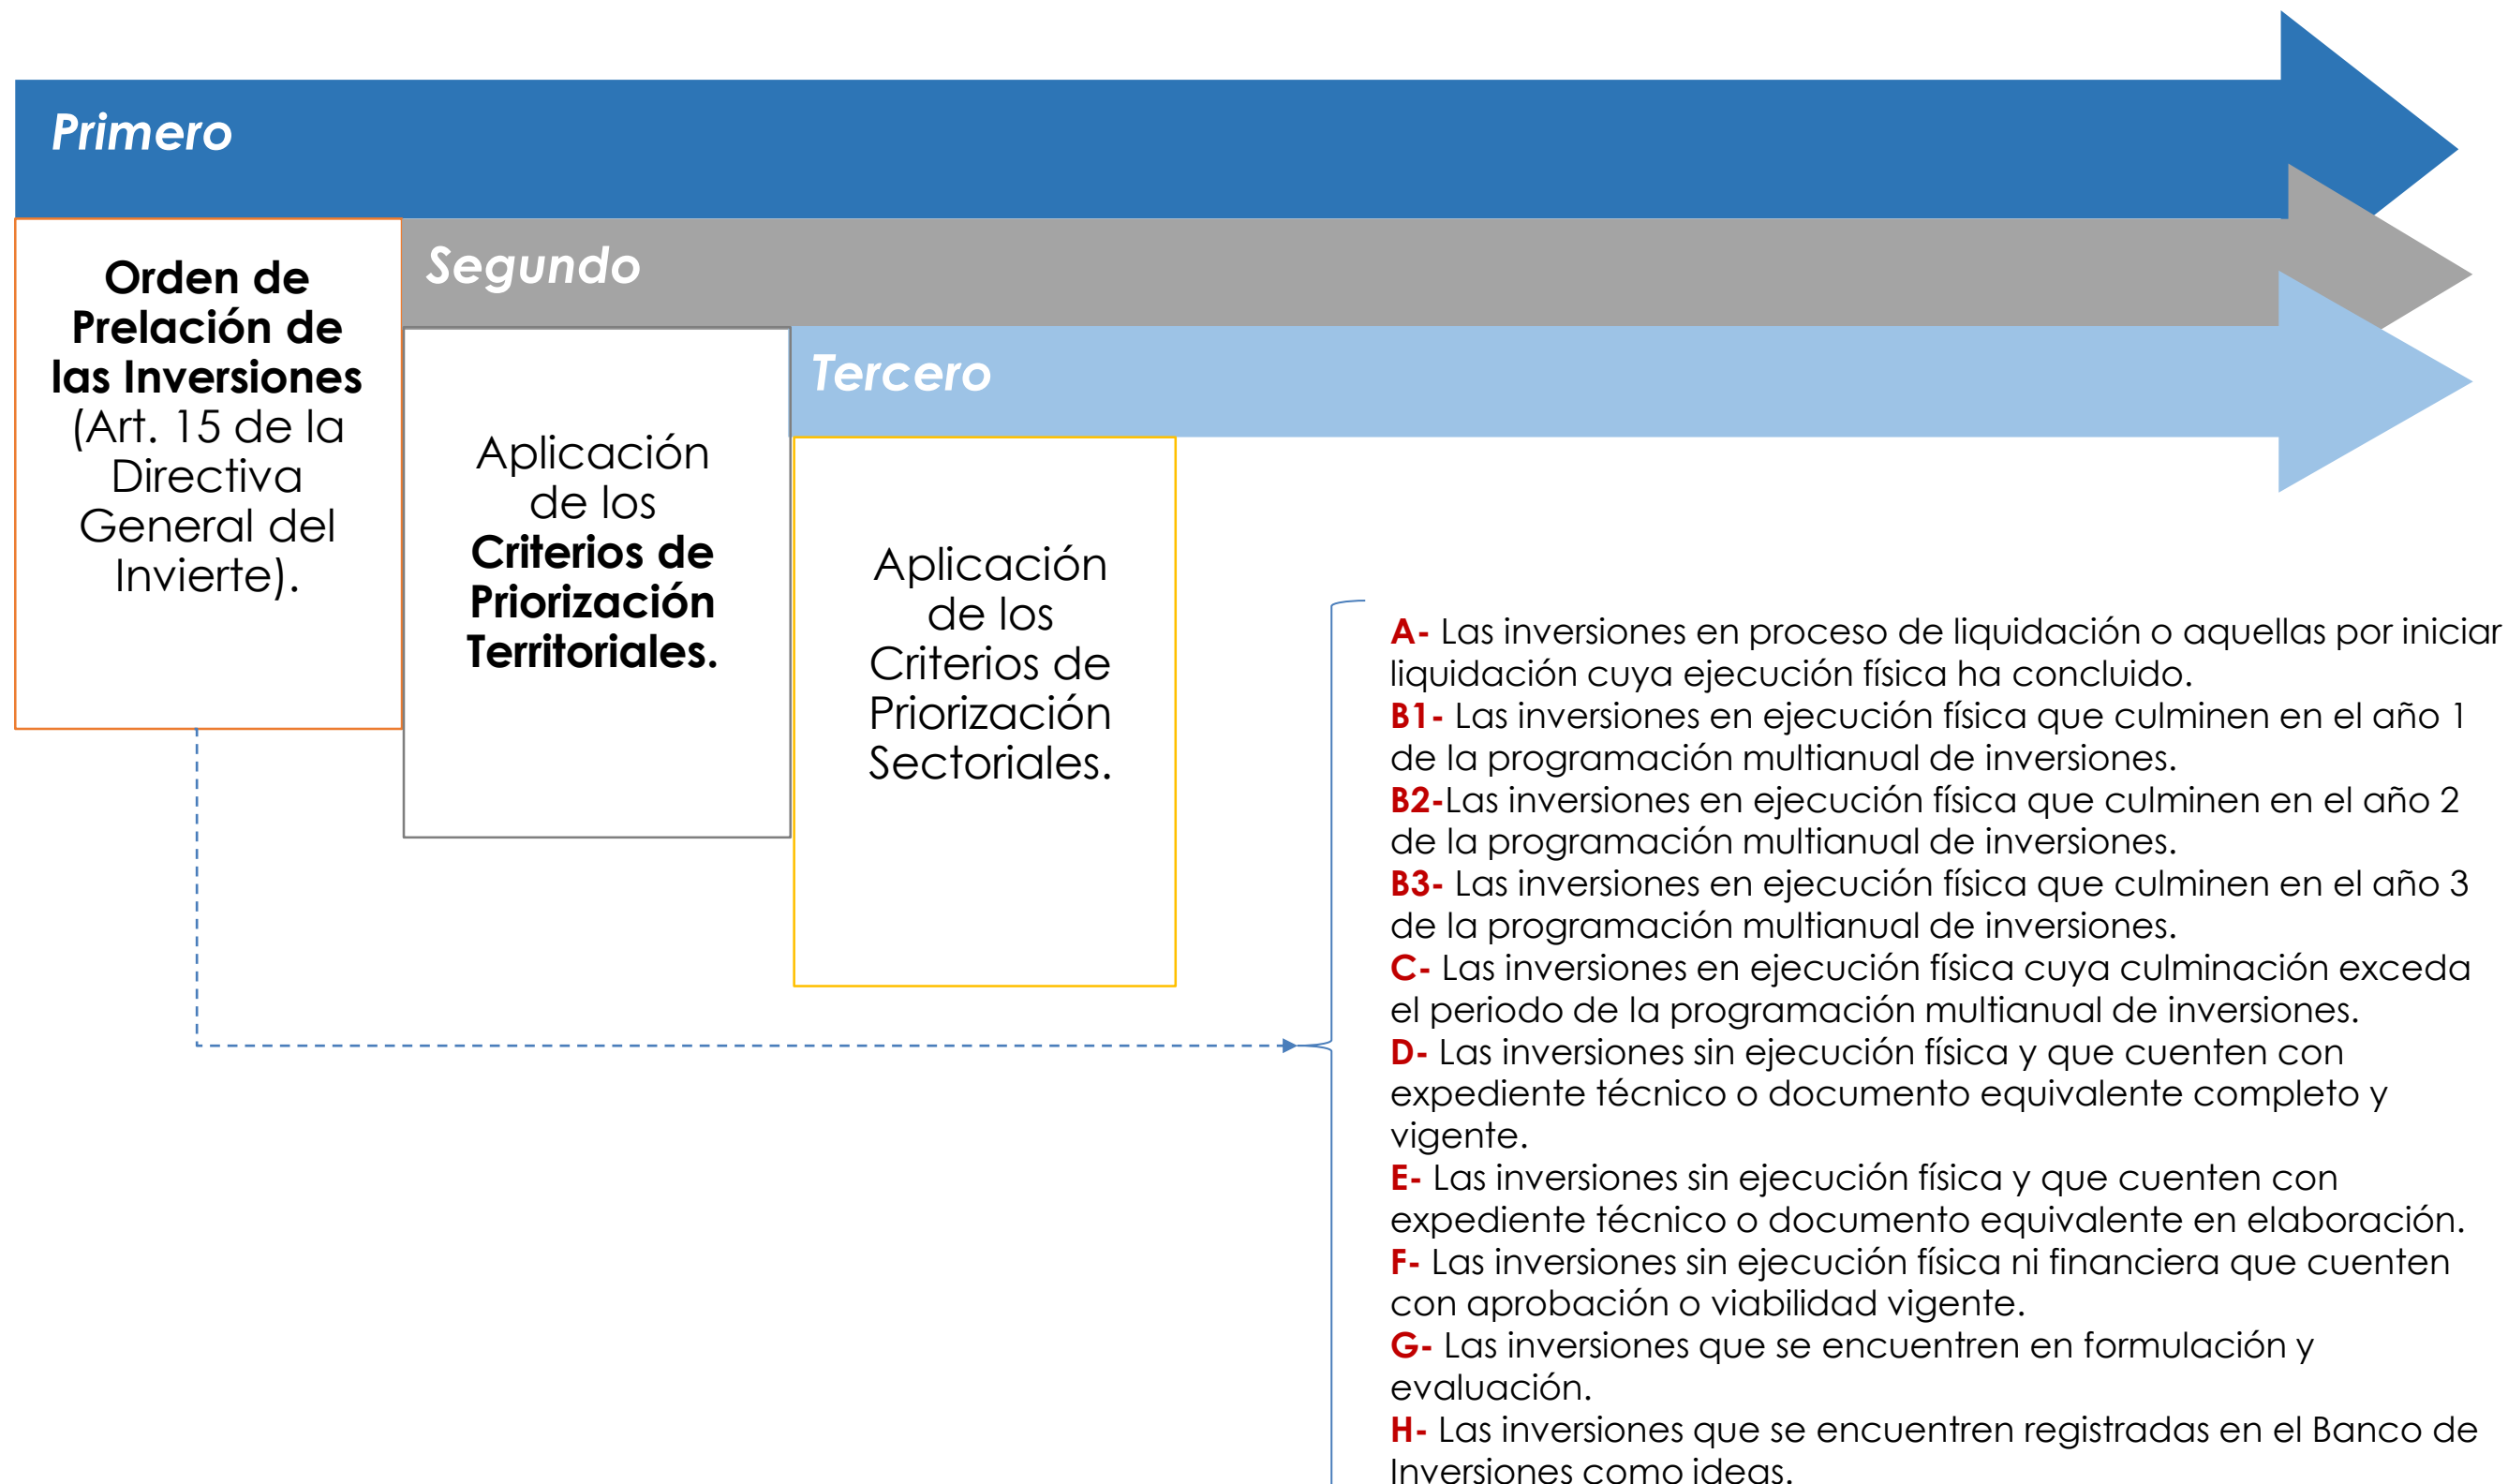 Primero
Orden de
Prelación de
las Inversiones
(Art. 15 de la
Directiva
General del
Invierte).
Segundo
Aplicación
de los
Criterios de
Priorización
Territoriales.
Tercero
Aplicación
de los
Criterios de
Priorización
Sectoriales.
A- Las inversiones en proceso de liquidación o aquellas por iniciar
liquidación cuya ejecución física ha concluido.
B1- Las inversiones en ejecución física que culminen en el año 1
de la programación multianual de inversiones.
B2-Las inversiones en ejecución física que culminen en el año 2
de la programación multianual de inversiones.
B3- Las inversiones en ejecución física que culminen en el año 3
de la programación multianual de inversiones.
C- Las inversiones en ejecución física cuya culminación exceda
el periodo de la programación multianual de inversiones.
D- Las inversiones sin ejecución física y que cuenten con
expediente técnico o documento equivalente completo y
vigente.
E- Las inversiones sin ejecución física y que cuenten con
expediente técnico o documento equivalente en elaboración.
F- Las inversiones sin ejecución física ni financiera que cuenten
con aprobación o viabilidad vigente.
G- Las inversiones que se encuentren en formulación y
evaluación.
H- Las inversiones que se encuentren registradas en el Banco de
Inversiones como ideas.